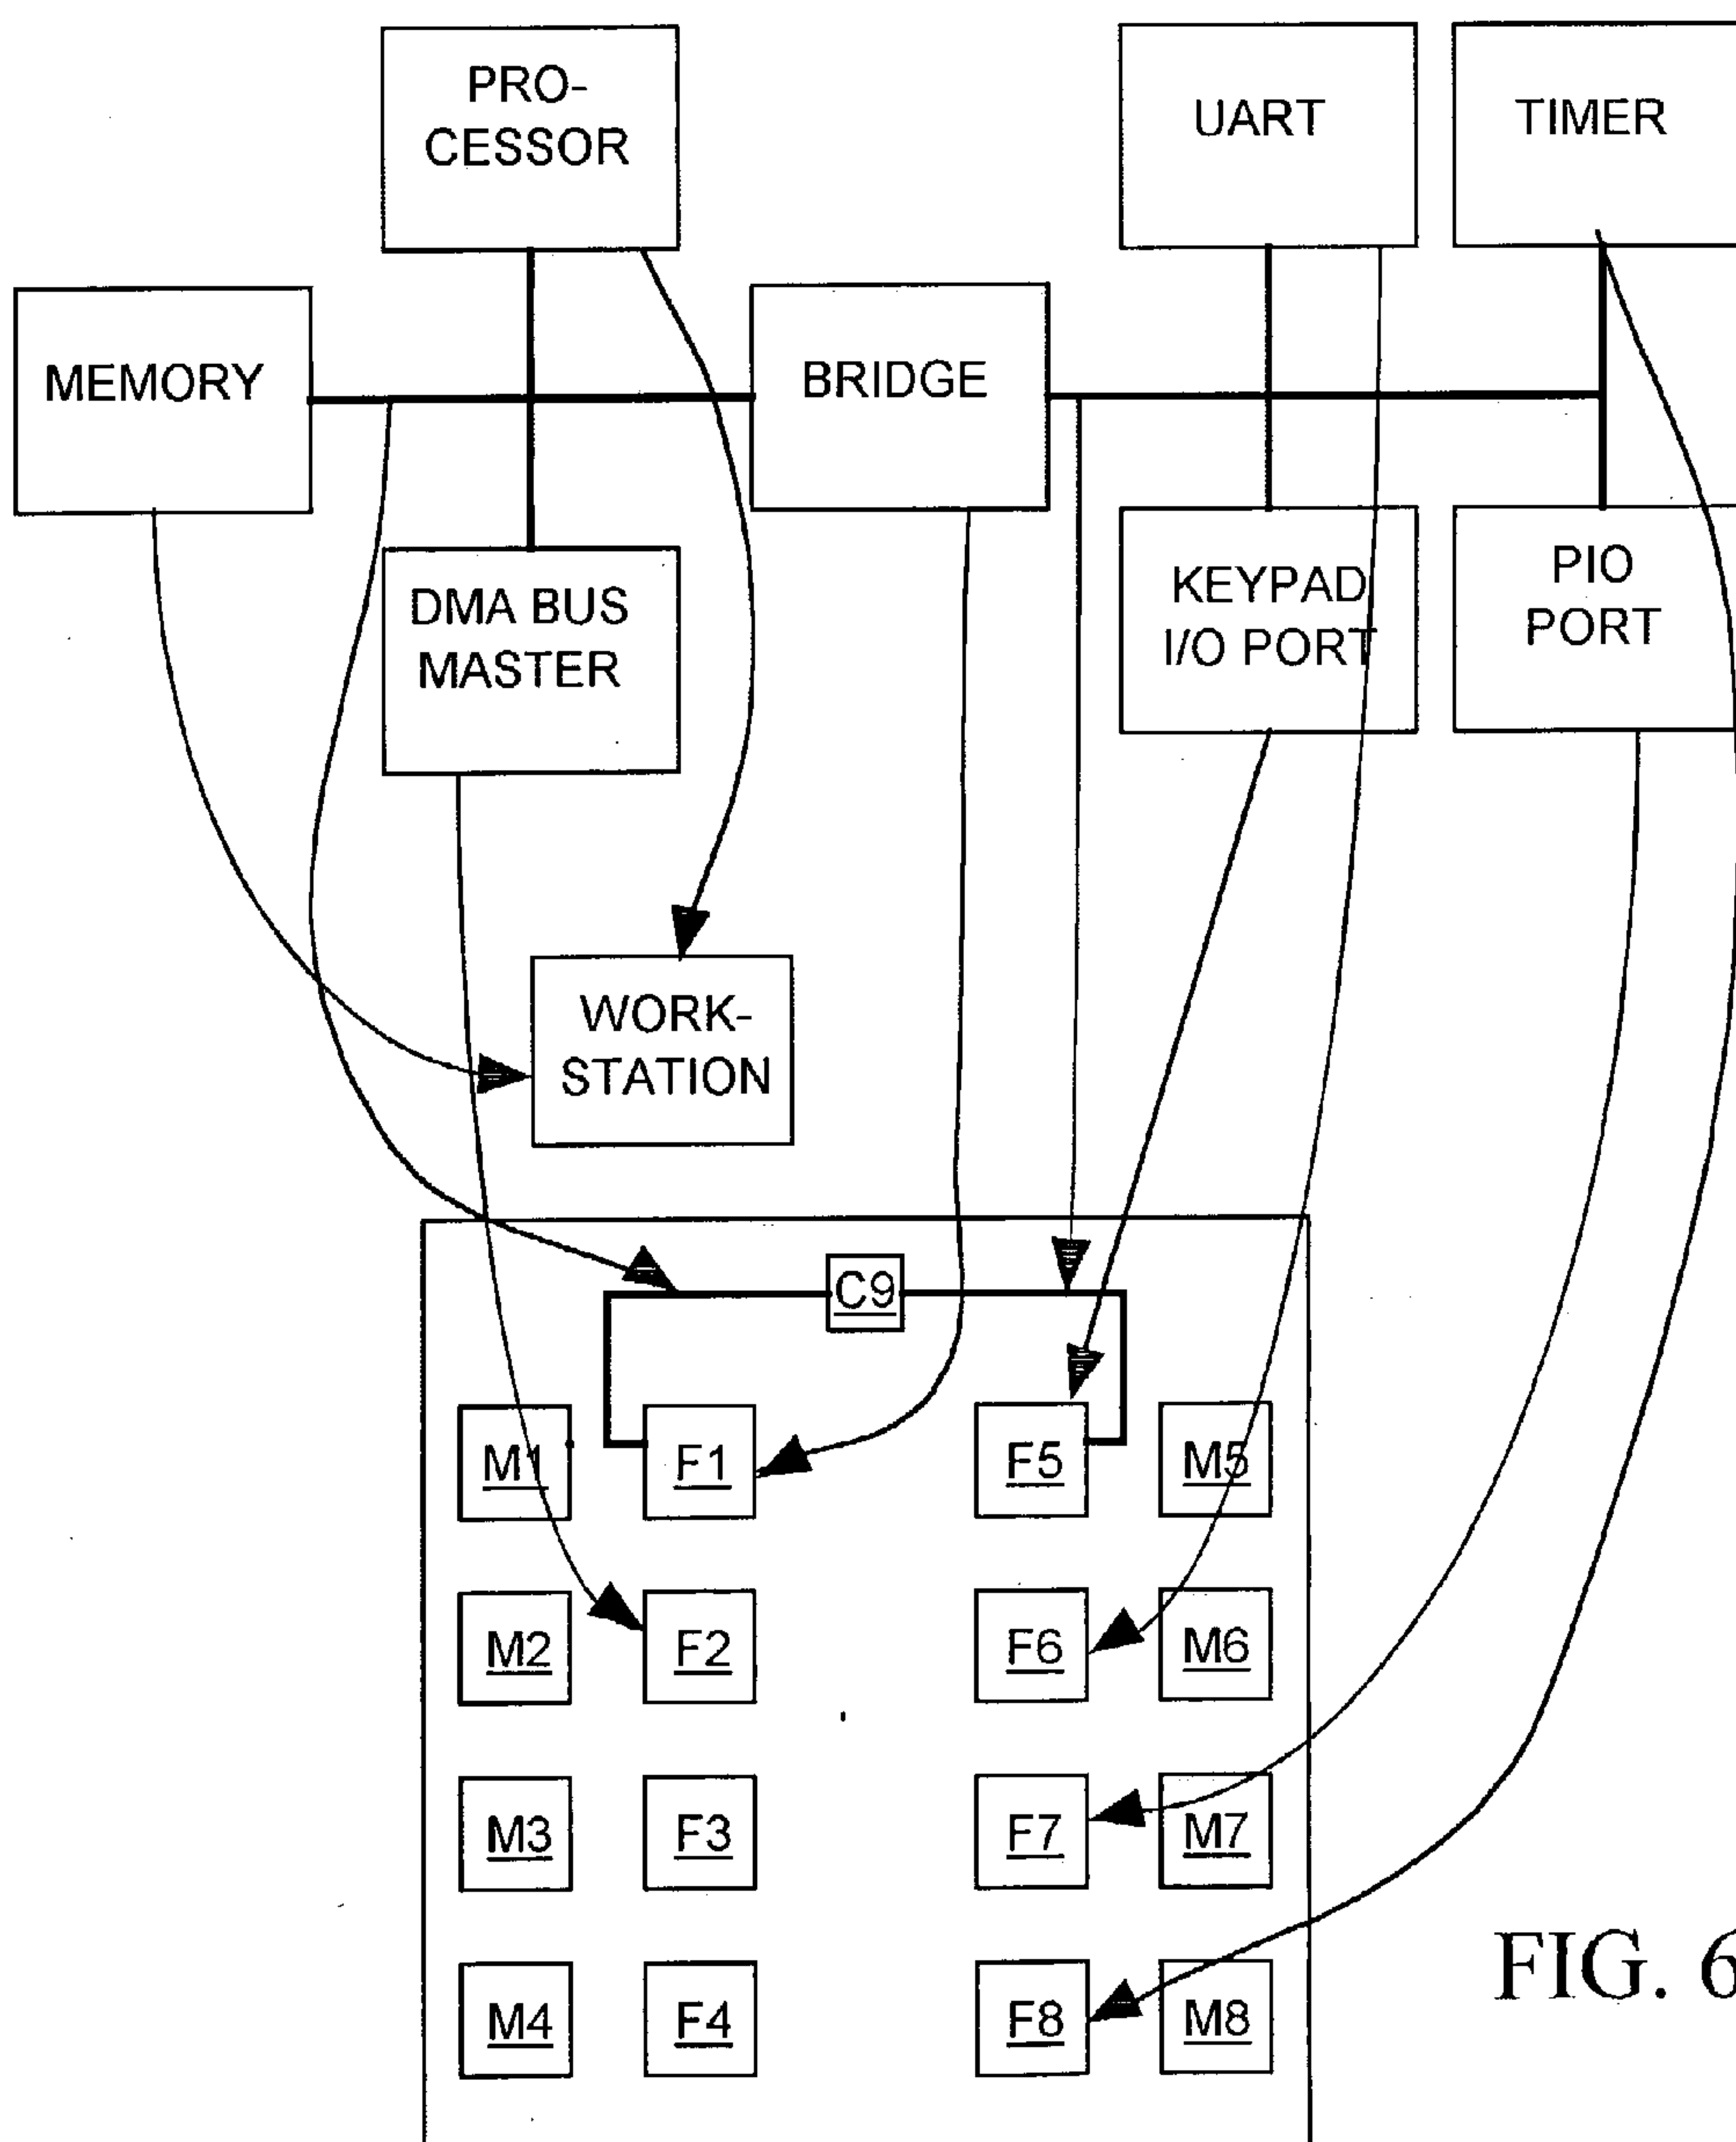 PRO-
CESSOR
UART
TIMER
MEMORY
BRIDGE
DMA BUS
MASTER
KEYPAD
I/O PORT
PIO
PORT
WORK-
STATION
C9
M1
F1
F5
M5
M2
F2
F6
M6
M3
F3
F7
M7
M4
F4
F8
M8
FIG. 6